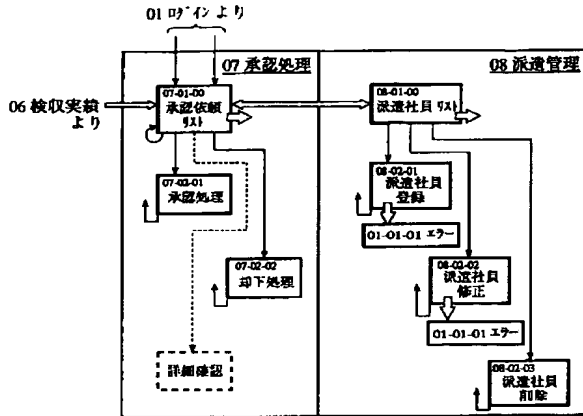 01 ログイン より
07 承認処理
08 派遣管理
07-01-00
承認依頼
リスト
08-01-00
派遣社員 リスト
06 検収実績
より
07-02-01
承認処理
08-02-01
派遣社員
登録
01-01-01 エラー
07-02-02
却下処理
08-02-02
派遣社員
修正
01-01-01 エラー
詳細確認
08-02-03
派遣社員
削除